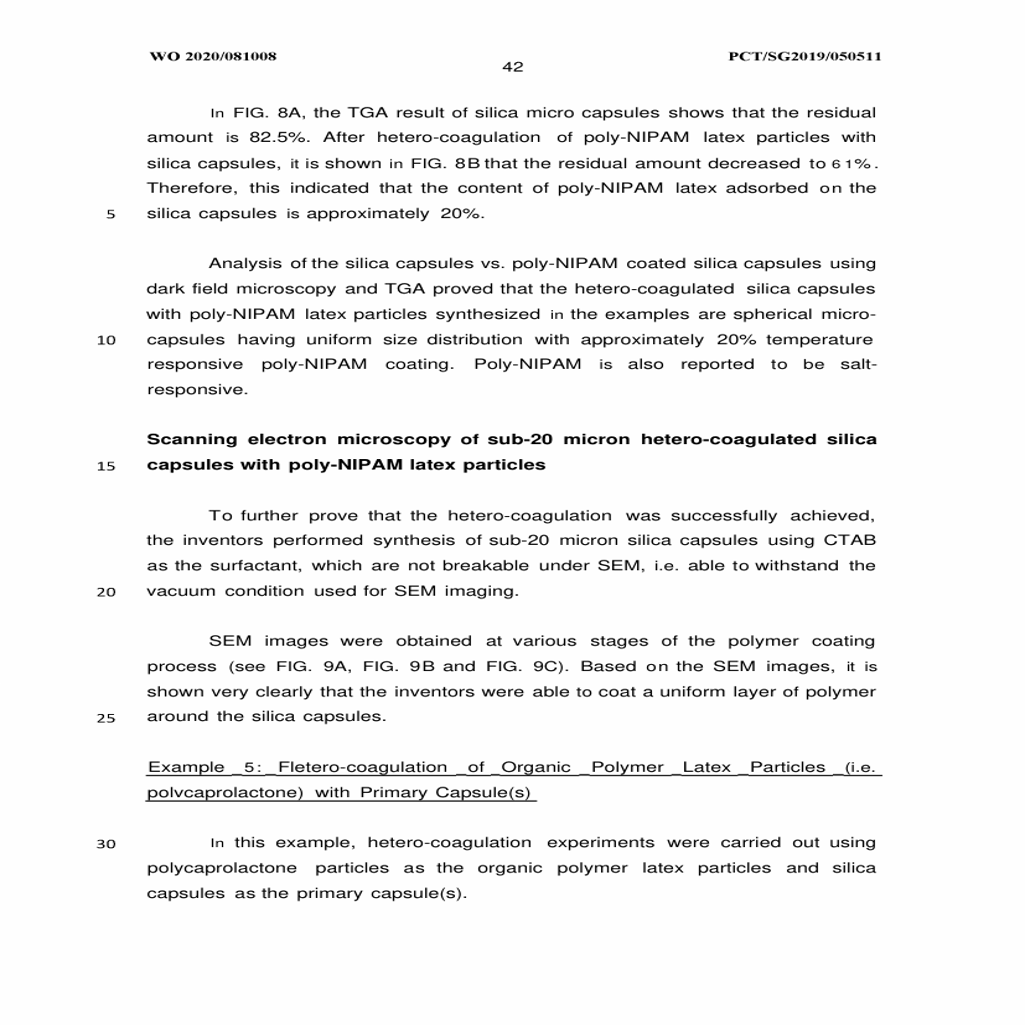 WO 2020/081008
PCT/SG2019/050511
42
In FIG. 8A, the TGA result of silica micro capsules shows that the residual
amount is 82.5%. After hetero-coagulation of poly-NIPAM latex particles with
silica capsules, it is shown in FIG. 8B that the residual amount decreased to 61%.
Therefore, this indicated that the content of poly-NIPAM latex adsorbed on the
5 silica capsules is approximately 20%.
Analysis of the silica capsules vs. poly-NIPAM coated silica capsules using
dark field microscopy and TGA proved that the hetero-coagulated silica capsules
with poly-NIPAM latex particles synthesized in the examples are spherical micro-
10 capsules having uniform size distribution with approximately 20% temperature
responsive poly-NIPAM coating. Poly-NIPAM is also reported to be salt-
responsive.
Scanning electron microscopy of sub-20 micron hetero-coagulated silica
15 capsules with poly-NIPAM latex particles
To further prove that the hetero-coagulation was successfully achieved,
the inventors performed synthesis of sub-20 micron silica capsules using CTAB
as the surfactant, which are not breakable under SEM, i.e. able to withstand the
20 vacuum condition used for SEM imaging.
SEM images were obtained at various stages of the polymer coating
process (see FIG. 9A, FIG. 9B and FIG. 9C). Based on the SEM images, it is
shown very clearly that the inventors were able to coat a uniform layer of polymer
25 around the silica capsules.
Example _5:_Fletero-coagulation _of _Organic _Polymer _Latex _Particles _(i.e.
polvcaprolactone) with Primary Capsule(s)
30 In this example, hetero-coagulation experiments were carried out using
polycaprolactone particles as the organic polymer latex particles and silica
capsules as the primary capsule(s).